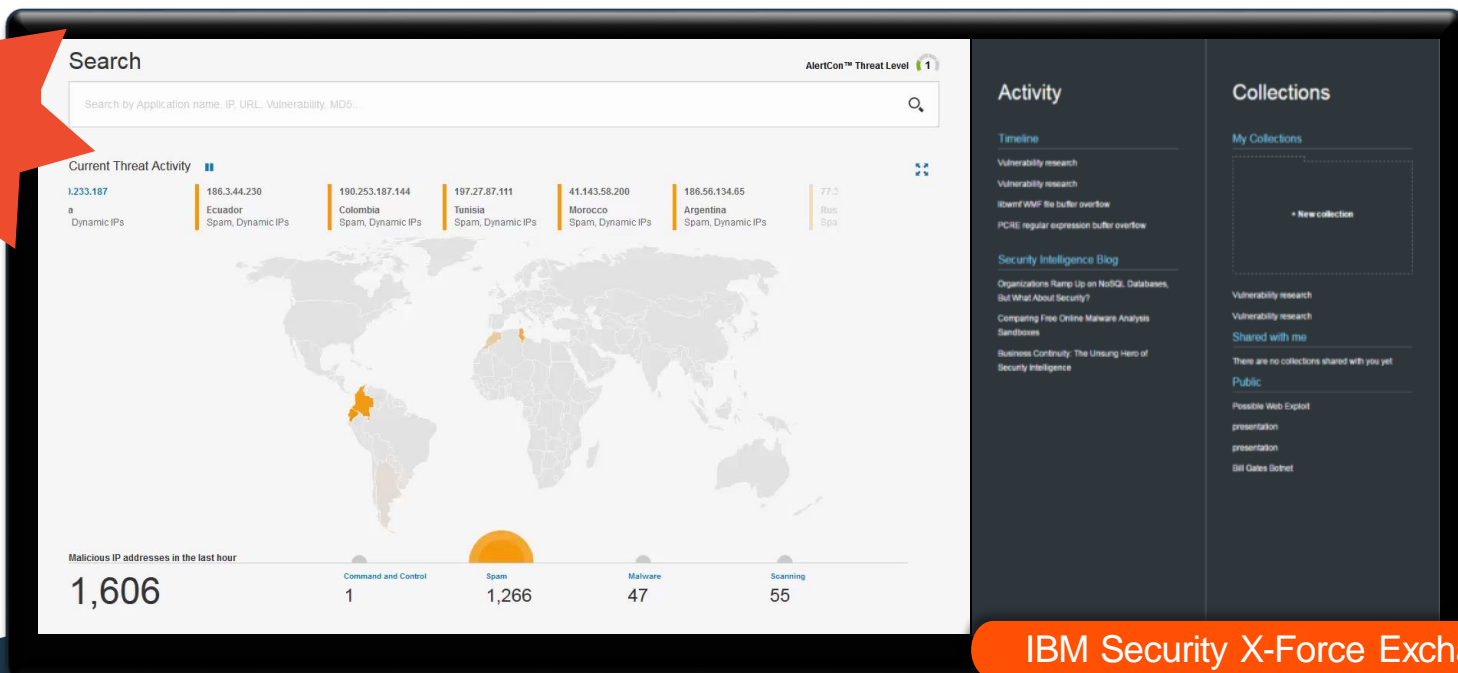 Search
AlertCon™ Threat Level 1
Search by Application name, IP, URL, Vulnerability, MD5...
Current Threat Activity
.233.187
a
Dynamic IPs
186.3.44.230
Ecuador
Spam, Dynamic IPs
190.253.187.144
Colombia
Spam, Dynamic IPs
197.27.87.111
Tunisia
Spam, Dynamic IPs
41.143.58.200
Morocco
Spam, Dynamic IPs
186.56.134.65
Argentina
Spam, Dynamic IPs
77.
Rus
Spa
Malicious IP addresses in the last hour
1,606
Command and Control
1
Spam
1,266
Malware
47
Scanning
55
Activity
Timeline
Vulnerability research
Vulnerability research
libwmf WMF file buffer overflow
PCRE regular expression buffer overflow
Security Intelligence Blog
Organizations Ramp Up on NoSQL Databases,
But What About Security?
Comparing Free Online Malware Analysis
Sandboxes
Business Continuity: The Unsung Hero of
Security Intelligence
Collections
My Collections
+ New collection
Vulnerability research
Vulnerability research
Shared with me
There are no collections shared with you yet
Public
Possible Web Exploit
presentation
presentation
Bill Gates Botnet
IBM Security X-Force Excha